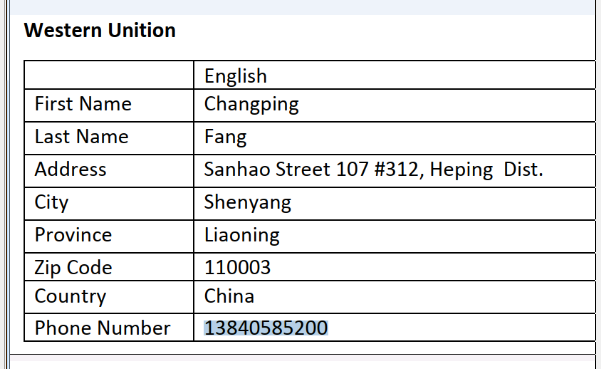 Western Unition
English
First Name Changping
Last Name Fang
Address Sanhao Street 107 #312, Heping  Dist.
City Shenyang
Province Liaoning
Zip Code 110003
Country China
Phone Number 13840585200